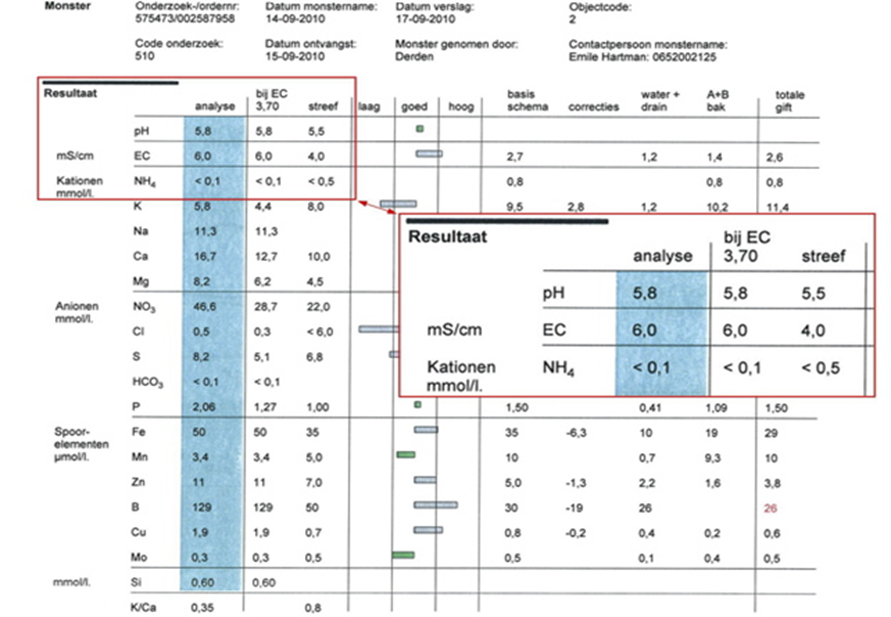 Monster Onderzoek-/ordernr: Datum monstername: Datum verslag: Objectcode:
575473/002587958 14-09-2010 17-09-2010 2
Code onderzoek: Datum ontvangst: Monster genomen door: Contactpersoon monstername:
510 15-09-2010 Derden Emile Hartman: 0652002125
Resultaat bij EC basis water + A+B totale
analyse 3,70 streef laag goed hoog schema correcties drain bak gift
pH 5,8 5,8 5,5
mS/cm EC 6,0 6,0 4,0 2,7 1,2 1,4 2,6
Kationen NH₄ < 0,1 < 0,1 < 0,5 0,8 0,8 0,8
mmol/l.
K 5,8 4,4 8,0 9,5 2,8 1,2 10,2 11,4
Na 11,3 11,3
Ca 16,7 12,7 10,0
Mg 8,2 6,2 4,5
Anionen NO₃ 46,6 28,7 22,0
mmol/l.
Cl 0,5 0,3 < 6,0
S 8,2 5,1 6,8
HCO₃ < 0,1 < 0,1
P 2,06 1,27 1,00 1,50 0,41 1,09 1,50
Spoor- Fe 50 50 35 35 -6,3 10 19 29
elementen
µmol/l. Mn 3,4 3,4 5,0 10 0,7 9,3 10
Zn 11 11 7,0 5,0 -1,3 2,2 1,6 3,8
B 129 129 50 30 -19 26 26
Cu 1,9 1,9 0,7 0,8 -0,2 0,4 0,2 0,6
Mo 0,3 0,3 0,5 0,5 0,1 0,4 0,5
mmol/l. Si 0,60 0,60
K/Ca 0,35 0,8
Resultaat bij EC
analyse 3,70 streef
pH 5,8 5,8 5,5
mS/cm EC 6,0 6,0 4,0
Kationen NH₄ < 0,1 < 0,1 < 0,5
mmol/l.